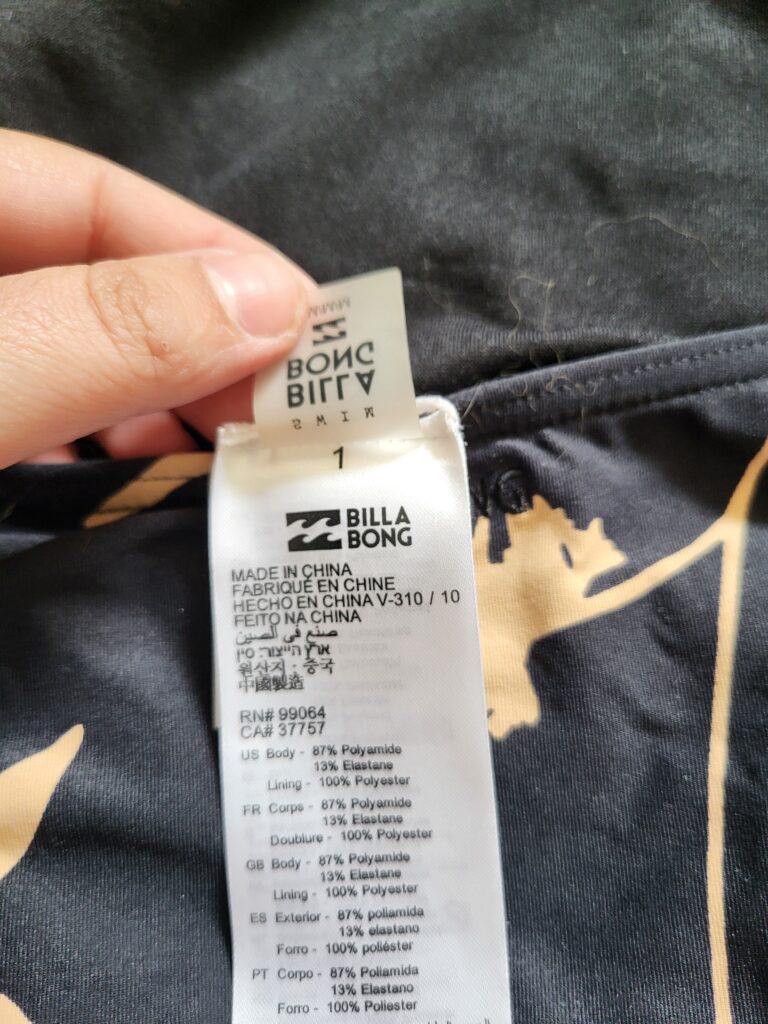 BILLA
BONG
S W I M
1
BILLA
BONG
MADE IN CHINA
FABRIQUÉ EN CHINE
HECHO EN CHINA V-310 / 10
FEITO NA CHINA
صنع في الصين
ארץ הייצור: סין
원산지 : 중국
中國製造
RN# 99064
CA# 37757
US Body - 87% Polyamide
13% Elastane
Lining - 100% Polyester
FR Corps - 87% Polyamide
13% Elastane
Doublure - 100% Polyester
GB Body - 87% Polyamide
13% Elastane
Lining - 100% Polyester
ES Exterior - 87% poliamida
13% elastano
Forro - 100% poliéster
PT Corpo - 87% Poliamida
13% Elastano
Forro - 100% Poliéster